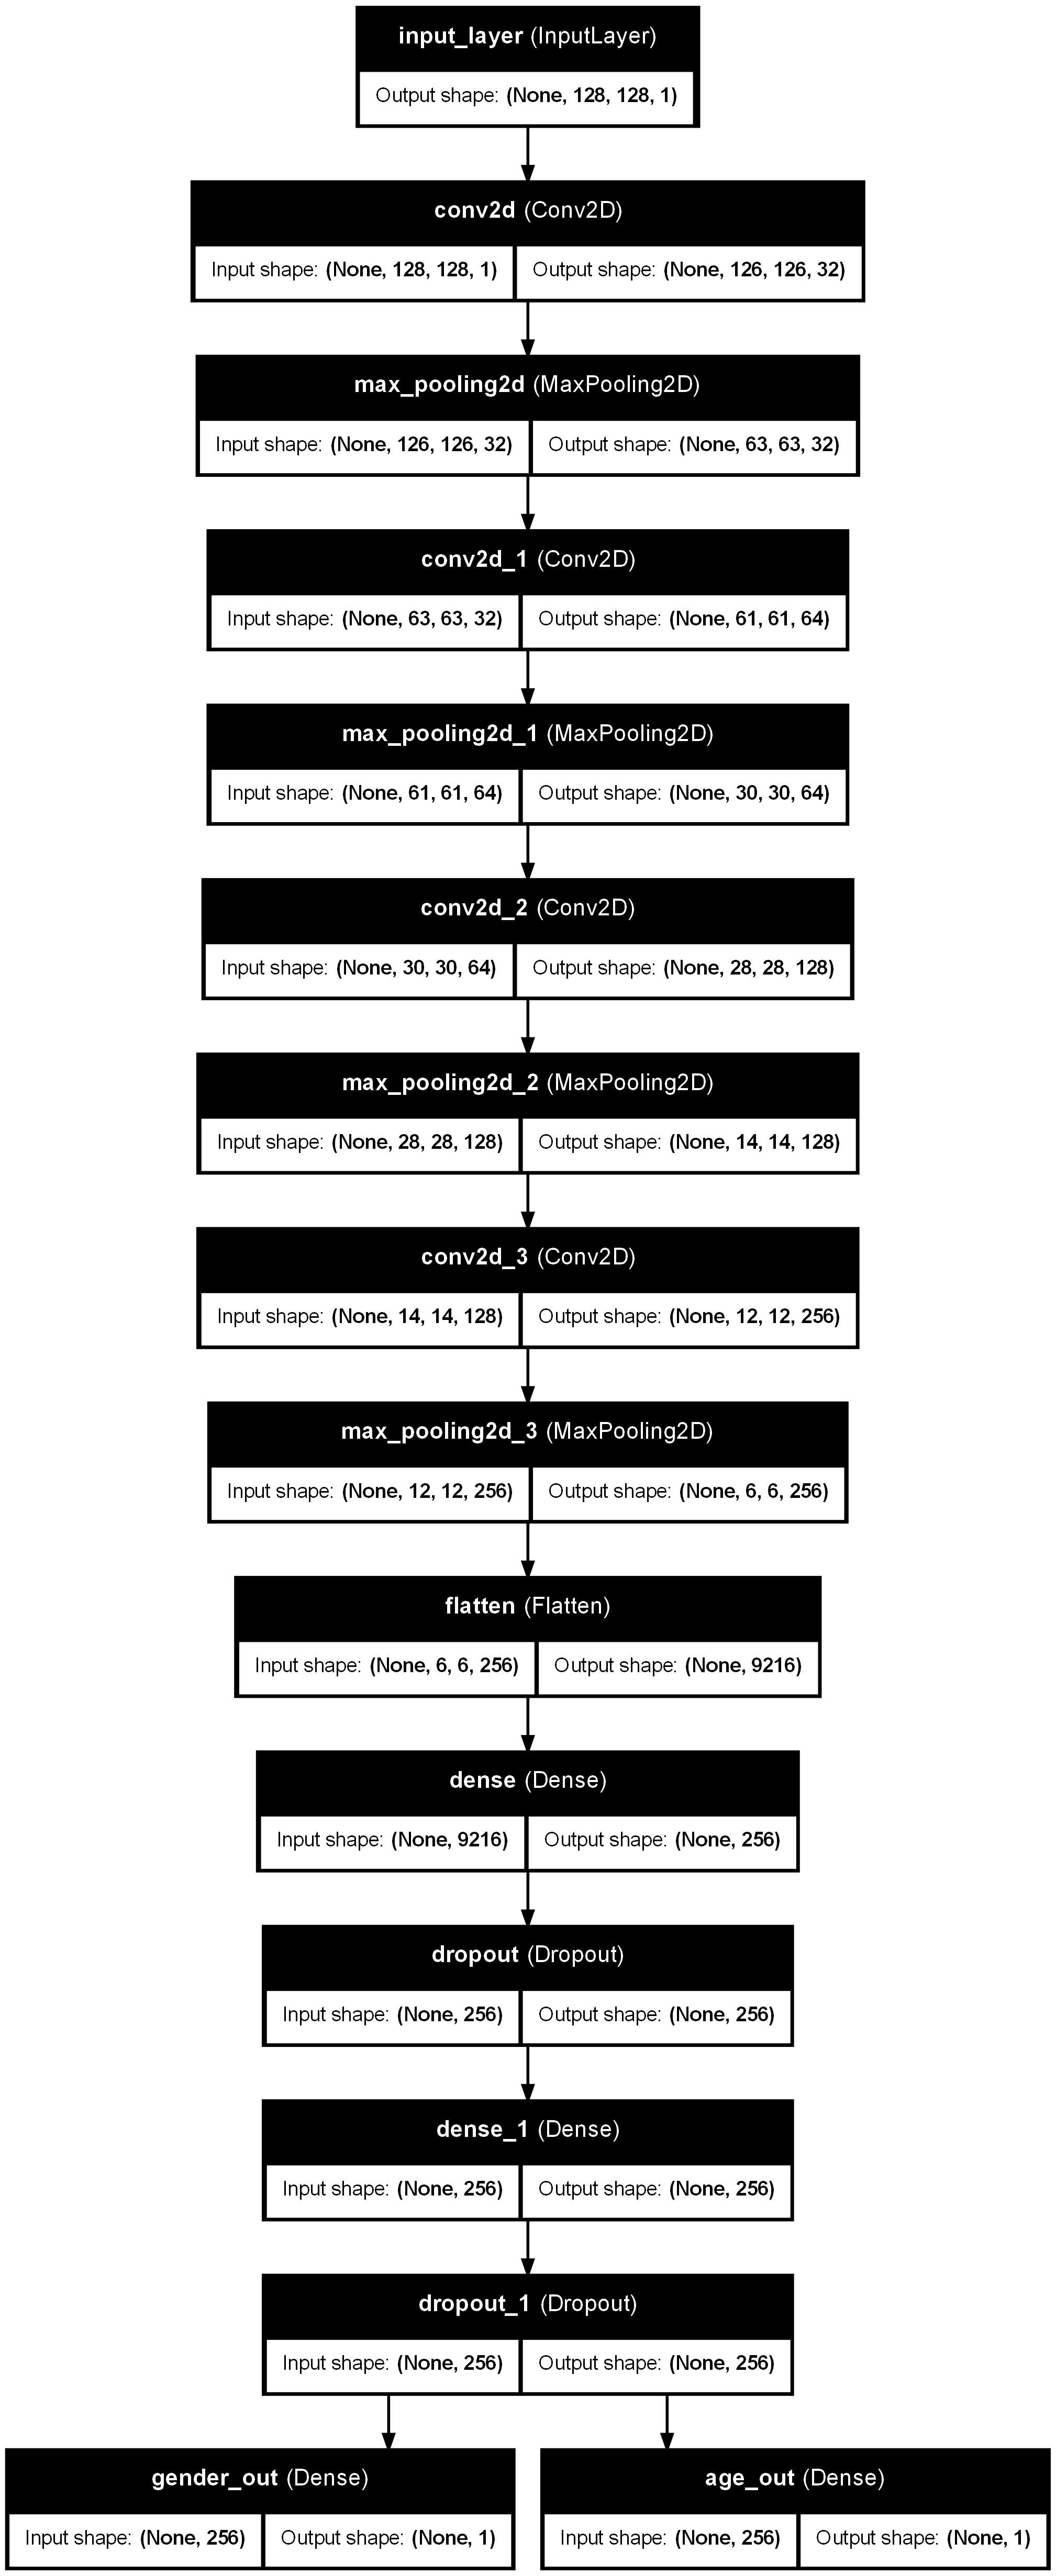 input_layer (InputLayer)
Output shape: (None, 128, 128, 1)
conv2d (Conv2D)
Input shape: (None, 128, 128, 1) Output shape: (None, 126, 126, 32)
max_pooling2d (MaxPooling2D)
Input shape: (None, 126, 126, 32) Output shape: (None, 63, 63, 32)
conv2d_1 (Conv2D)
Input shape: (None, 63, 63, 32) Output shape: (None, 61, 61, 64)
max_pooling2d_1 (MaxPooling2D)
Input shape: (None, 61, 61, 64) Output shape: (None, 30, 30, 64)
conv2d_2 (Conv2D)
Input shape: (None, 30, 30, 64) Output shape: (None, 28, 28, 128)
max_pooling2d_2 (MaxPooling2D)
Input shape: (None, 28, 28, 128) Output shape: (None, 14, 14, 128)
conv2d_3 (Conv2D)
Input shape: (None, 14, 14, 128) Output shape: (None, 12, 12, 256)
max_pooling2d_3 (MaxPooling2D)
Input shape: (None, 12, 12, 256) Output shape: (None, 6, 6, 256)
flatten (Flatten)
Input shape: (None, 6, 6, 256) Output shape: (None, 9216)
dense (Dense)
Input shape: (None, 9216) Output shape: (None, 256)
dropout (Dropout)
Input shape: (None, 256) Output shape: (None, 256)
dense_1 (Dense)
Input shape: (None, 256) Output shape: (None, 256)
dropout_1 (Dropout)
Input shape: (None, 256) Output shape: (None, 256)
gender_out (Dense)
Input shape: (None, 256) Output shape: (None, 1)
age_out (Dense)
Input shape: (None, 256) Output shape: (None, 1)